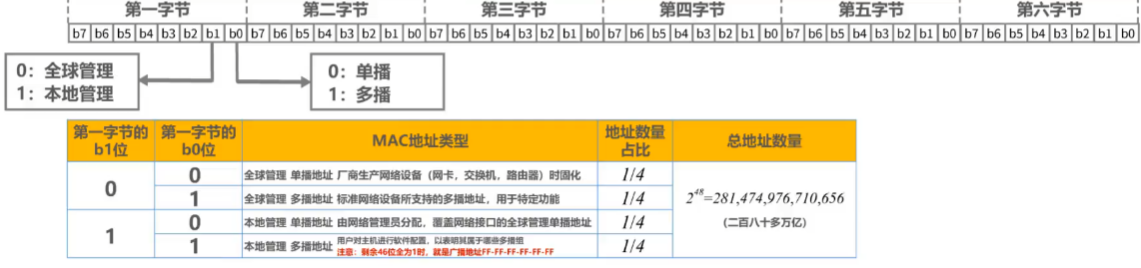 第一字节 第二字节 第三字节 第四字节 第五字节 第六字节
b7 b6 b5 b4 b3 b2 b1 b0 b7 b6 b5 b4 b3 b2 b1 b0 b7 b6 b5 b4 b3 b2 b1 b0 b7 b6 b5 b4 b3 b2 b1 b0 b7 b6 b5 b4 b3 b2 b1 b0 b7 b6 b5 b4 b3 b2 b1 b0
0：全球管理
1：本地管理
0：单播
1：多播
第一字节的
b1位
第一字节的
b0位
MAC地址类型
地址数量
占比
总地址数量
0
0 全球管理 单播地址 厂商生产网络设备（网卡，交换机，路由器）时固化 1/4
1 全球管理 多播地址 标准网络设备所支持的多播地址，用于特定功能 1/4
1
0 本地管理 单播地址 由网络管理员分配，覆盖网络接口的全球管理单播地址 1/4
1 本地管理 多播地址 用户对主机进行软件配置，以表明其属于哪些多播组 1/4
注意：剩余46位全为1时，就是广播地址FF-FF-FF-FF-FF-FF
2^48=281,474,976,710,656
(二百八十多万亿)